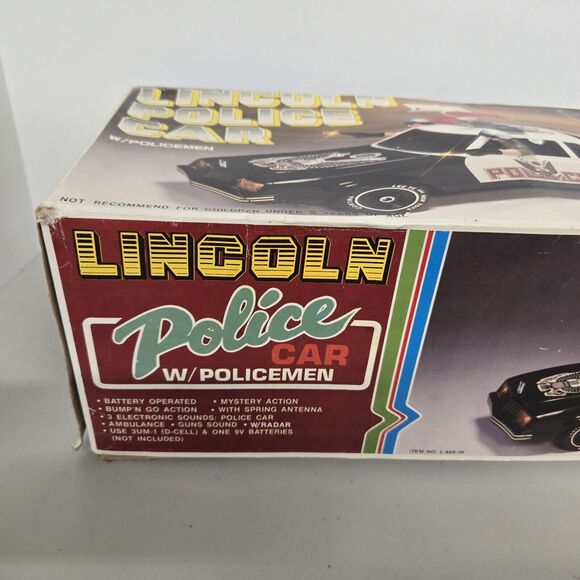 LINCOLN
POLICE
CAR
W/POLICEMEN
POLICE
NOT RECOMMEND FOR CHILDREN UNDER
LINCOLN
Police
CAR
W/POLICEMEN
• BATTERY OPERATED • MYSTERY ACTION
• BUMP'N GO ACTION • WITH SPRING ANTENNA
• 3 ELECTRONIC SOUNDS: POLICE CAR
• AMBULANCE • GUNS SOUND • W/RADAR
• USE 3UM-1 (D-CELL) & ONE 9V BATTERIES
(NOT INCLUDED)